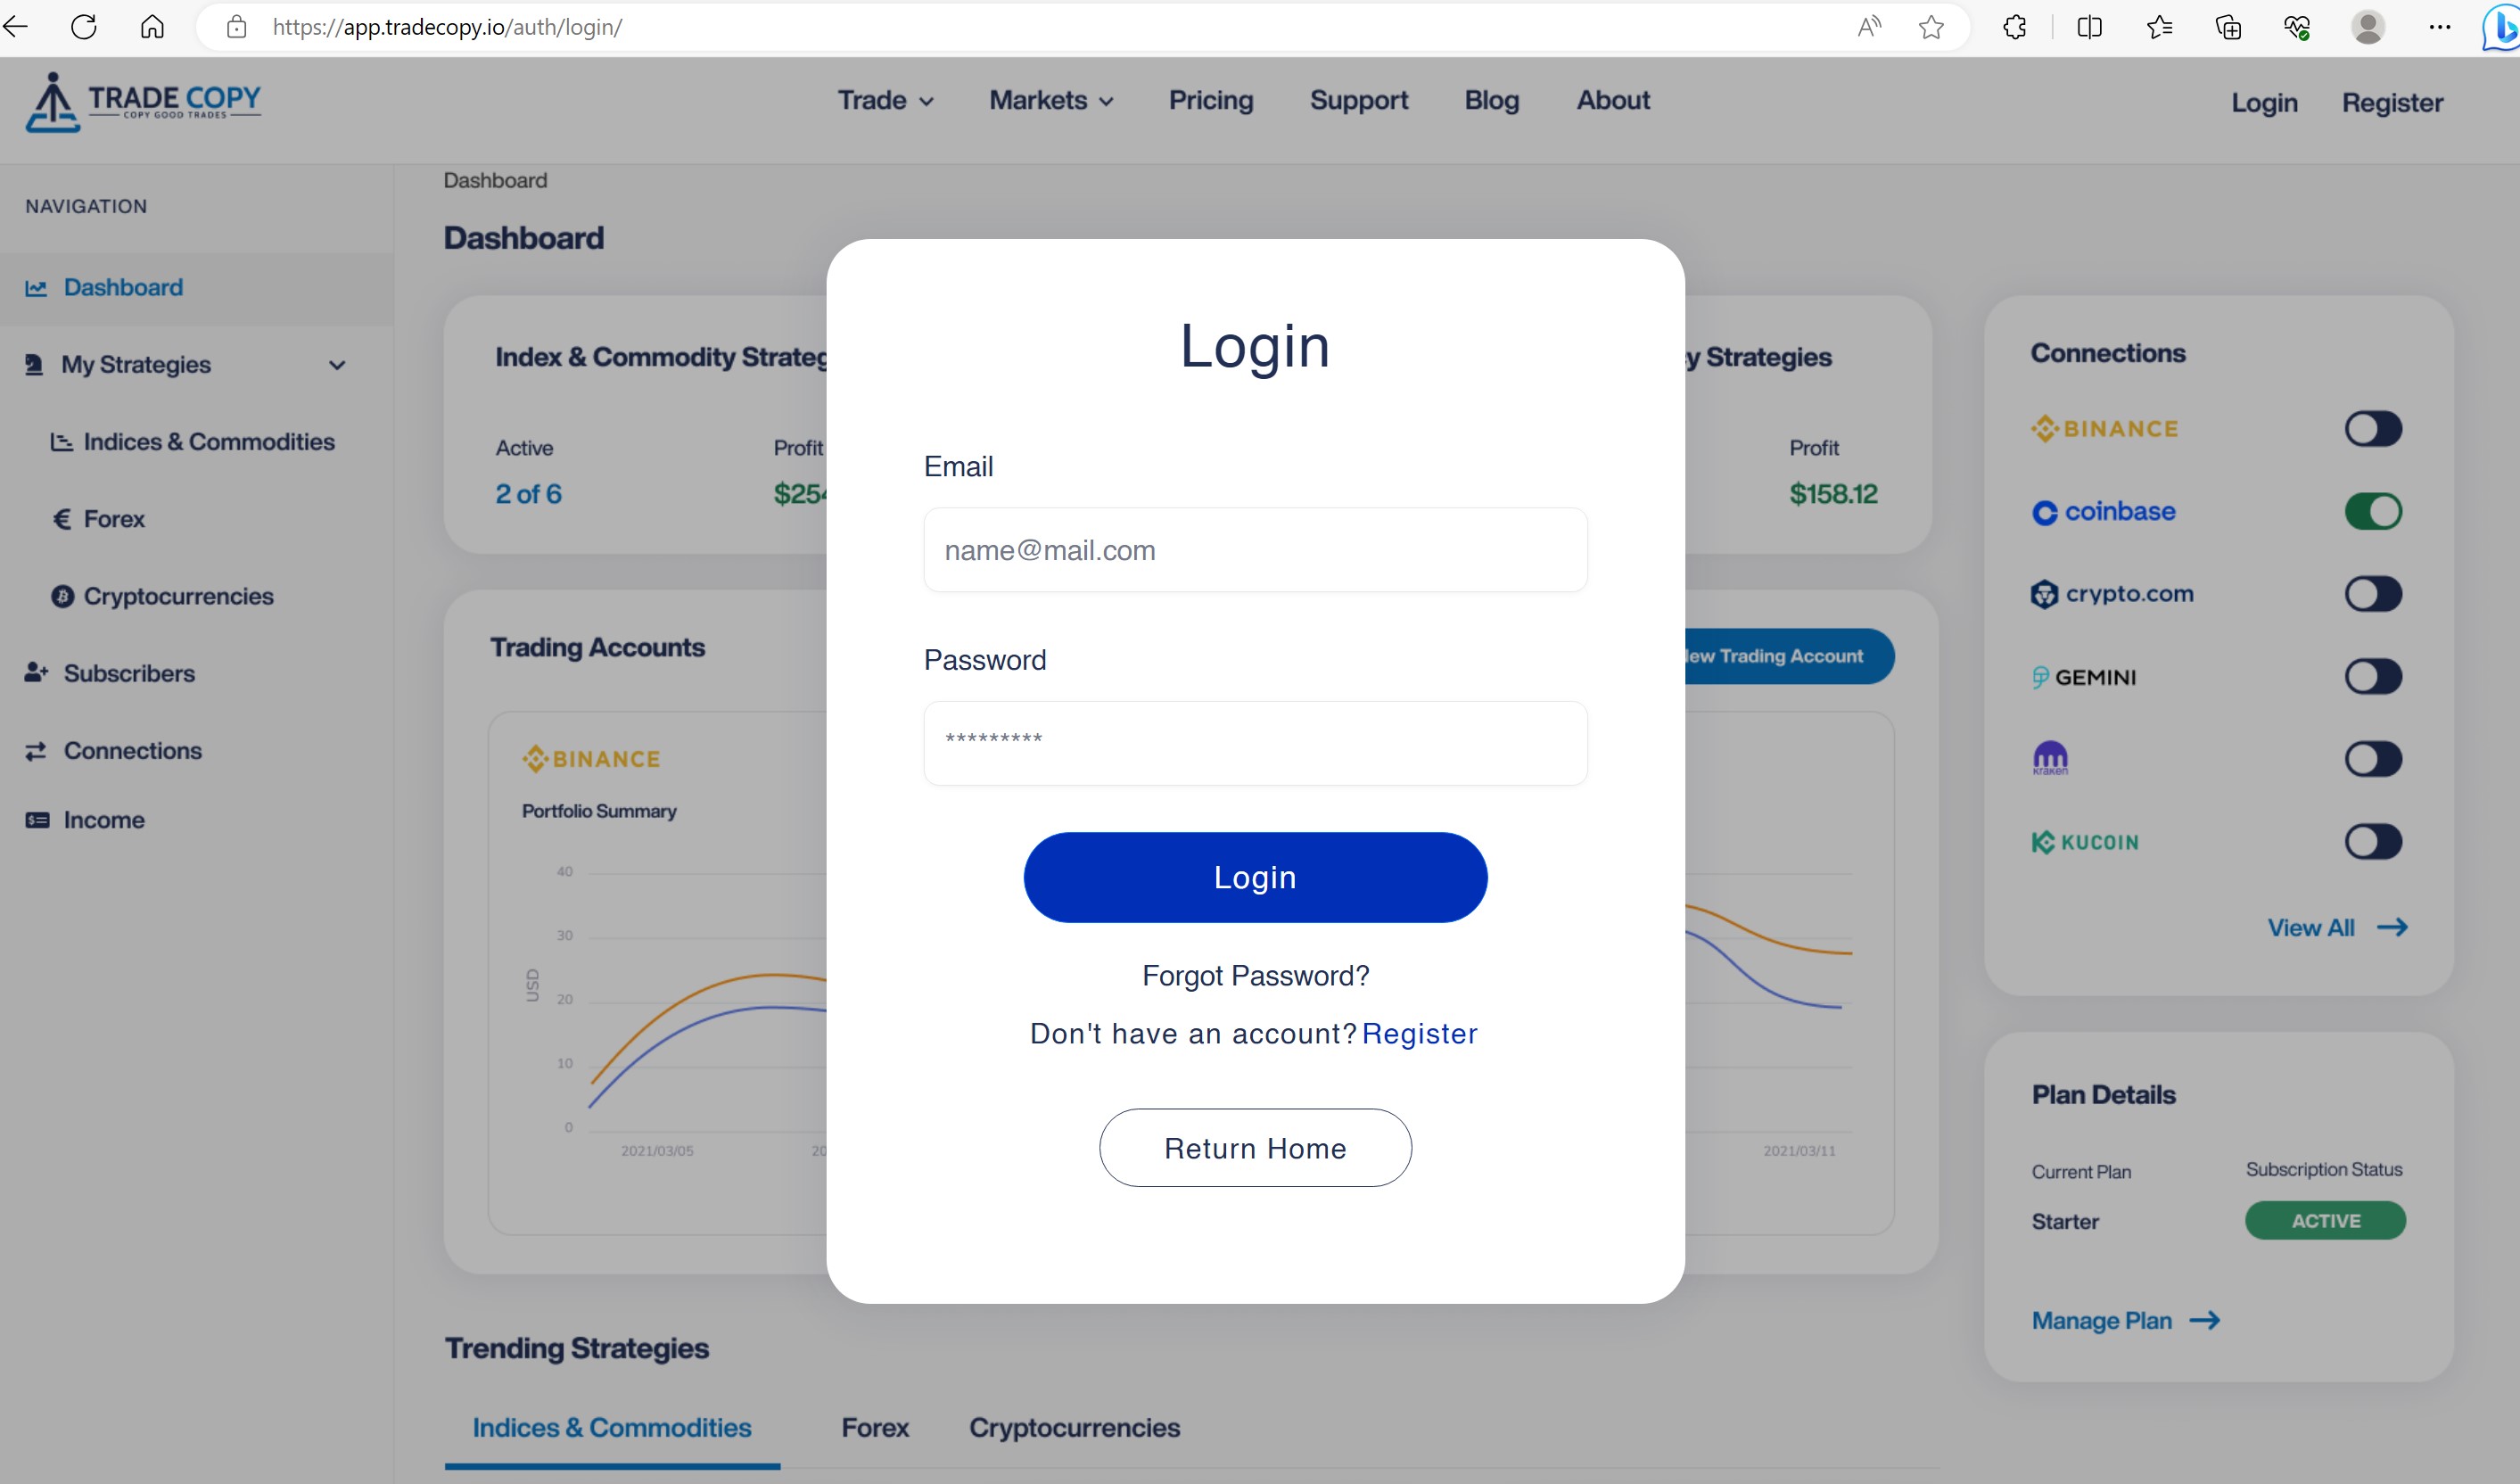 https://app.tradecopy.io/auth/login/
TRADE COPY
COPY GOOD TRADES
Trade
Markets
Pricing
Support
Blog
About
Login
Register
NAVIGATION
Dashboard
My Strategies
Indices & Commodities
Forex
Cryptocurrencies
Subscribers
Connections
Income
Dashboard
Dashboard
Index & Commodity Strateg
Active
2 of 6
Profit
$254
y Strategies
Profit
$158.12
Trading Accounts
New Trading Account
BINANCE
Portfolio Summary
USD
40
30
20
10
0
2021/03/05
20
2021/03/11
Login
Email
name@mail.com
Password
*********
Login
Forgot Password?
Don't have an account? Register
Return Home
Connections
BINANCE
coinbase
crypto.com
GEMINI
kraken
KUCOIN
View All
Plan Details
Current Plan
Subscription Status
Starter
ACTIVE
Manage Plan
Trending Strategies
Indices & Commodities
Forex
Cryptocurrencies